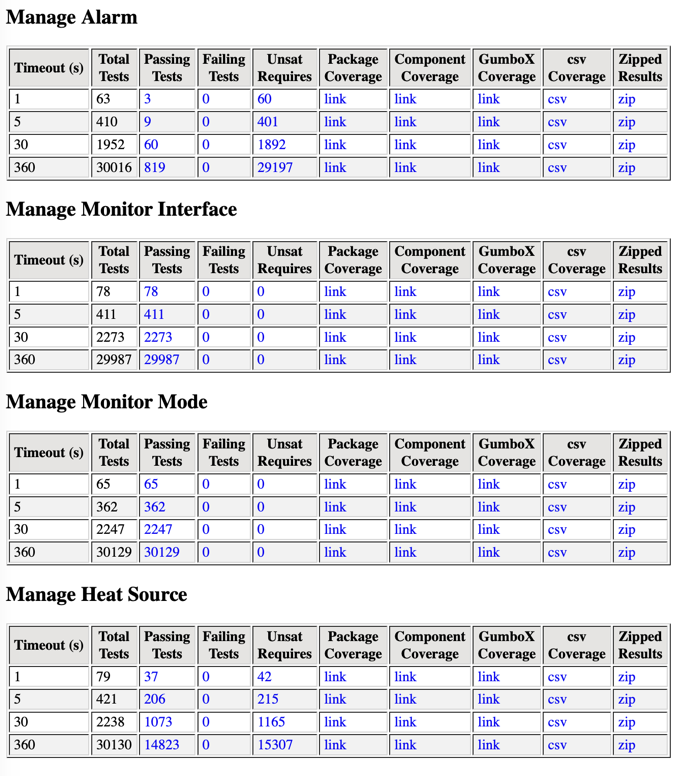 Manage Alarm
Timeout (s) Total Tests Passing Tests Failing Tests Unsat Requires Package Coverage Component Coverage GumboX Coverage csv Coverage Zipped Results
1 63 3 0 60 link link link csv zip
5 410 9 0 401 link link link csv zip
30 1952 60 0 1892 link link link csv zip
360 30016 819 0 29197 link link link csv zip
Manage Monitor Interface
Timeout (s) Total Tests Passing Tests Failing Tests Unsat Requires Package Coverage Component Coverage GumboX Coverage csv Coverage Zipped Results
1 78 78 0 0 link link link csv zip
5 411 411 0 0 link link link csv zip
30 2273 2273 0 0 link link link csv zip
360 29987 29987 0 0 link link link csv zip
Manage Monitor Mode
Timeout (s) Total Tests Passing Tests Failing Tests Unsat Requires Package Coverage Component Coverage GumboX Coverage csv Coverage Zipped Results
1 65 65 0 0 link link link csv zip
5 362 362 0 0 link link link csv zip
30 2247 2247 0 0 link link link csv zip
360 30129 30129 0 0 link link link csv zip
Manage Heat Source
Timeout (s) Total Tests Passing Tests Failing Tests Unsat Requires Package Coverage Component Coverage GumboX Coverage csv Coverage Zipped Results
1 79 37 0 42 link link link csv zip
5 421 206 0 215 link link link csv zip
30 2238 1073 0 1165 link link link csv zip
360 30130 14823 0 15307 link link link csv zip